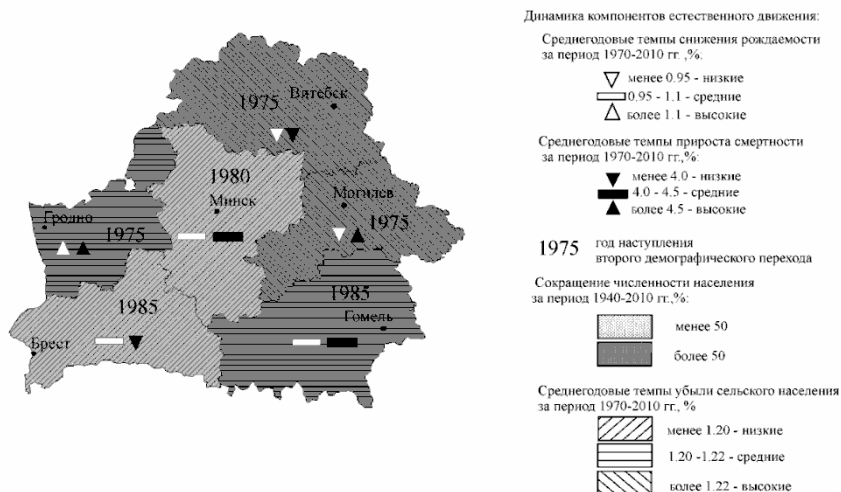 1975
Витебск
1980
Минск
Могилев
1975
Гродно
1975
1985
Брест
1985
Гомель
Динамика компонентов естественного движения:
Среднегодовые темпы снижения рождаемости
за период 1970-2010 гг. ,%:
менее 0.95 - низкие
0.95 - 1.1 - средние
более 1.1 - высокие
Среднегодовые темпы прироста смертности
за период 1970-2010 гг.,%:
менее 4.0 - низкие
4.0 - 4.5 - средние
более 4.5 - высокие
1975 год наступления
второго демографического перехода
Сокращение численности населения
за период 1940-2010 гг.,%:
менее 50
более 50
Среднегодовые темпы убыли сельского населения
за период 1970-2010 гг., %
менее 1.20 - низкие
1.20 -1.22 - средние
более 1.22 - высокие